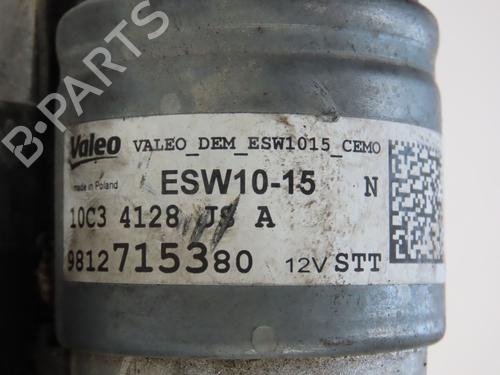 Valeo VALEO_DEM_ESW1015_CEMO
made in Poland
ESW10-15 N
10C3 4128 JS A
9812715380 12V STT
B-PARTS